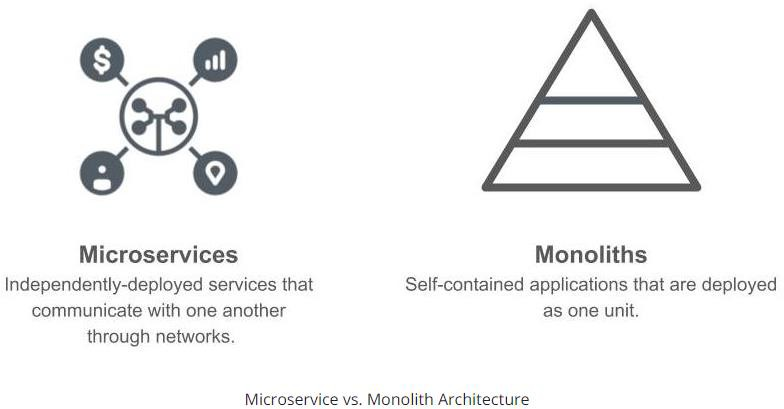 $
Microservices
Independently-deployed services that
communicate with one another
through networks.
Monoliths
Self-contained applications that are deployed
as one unit.
Microservice vs. Monolith Architecture